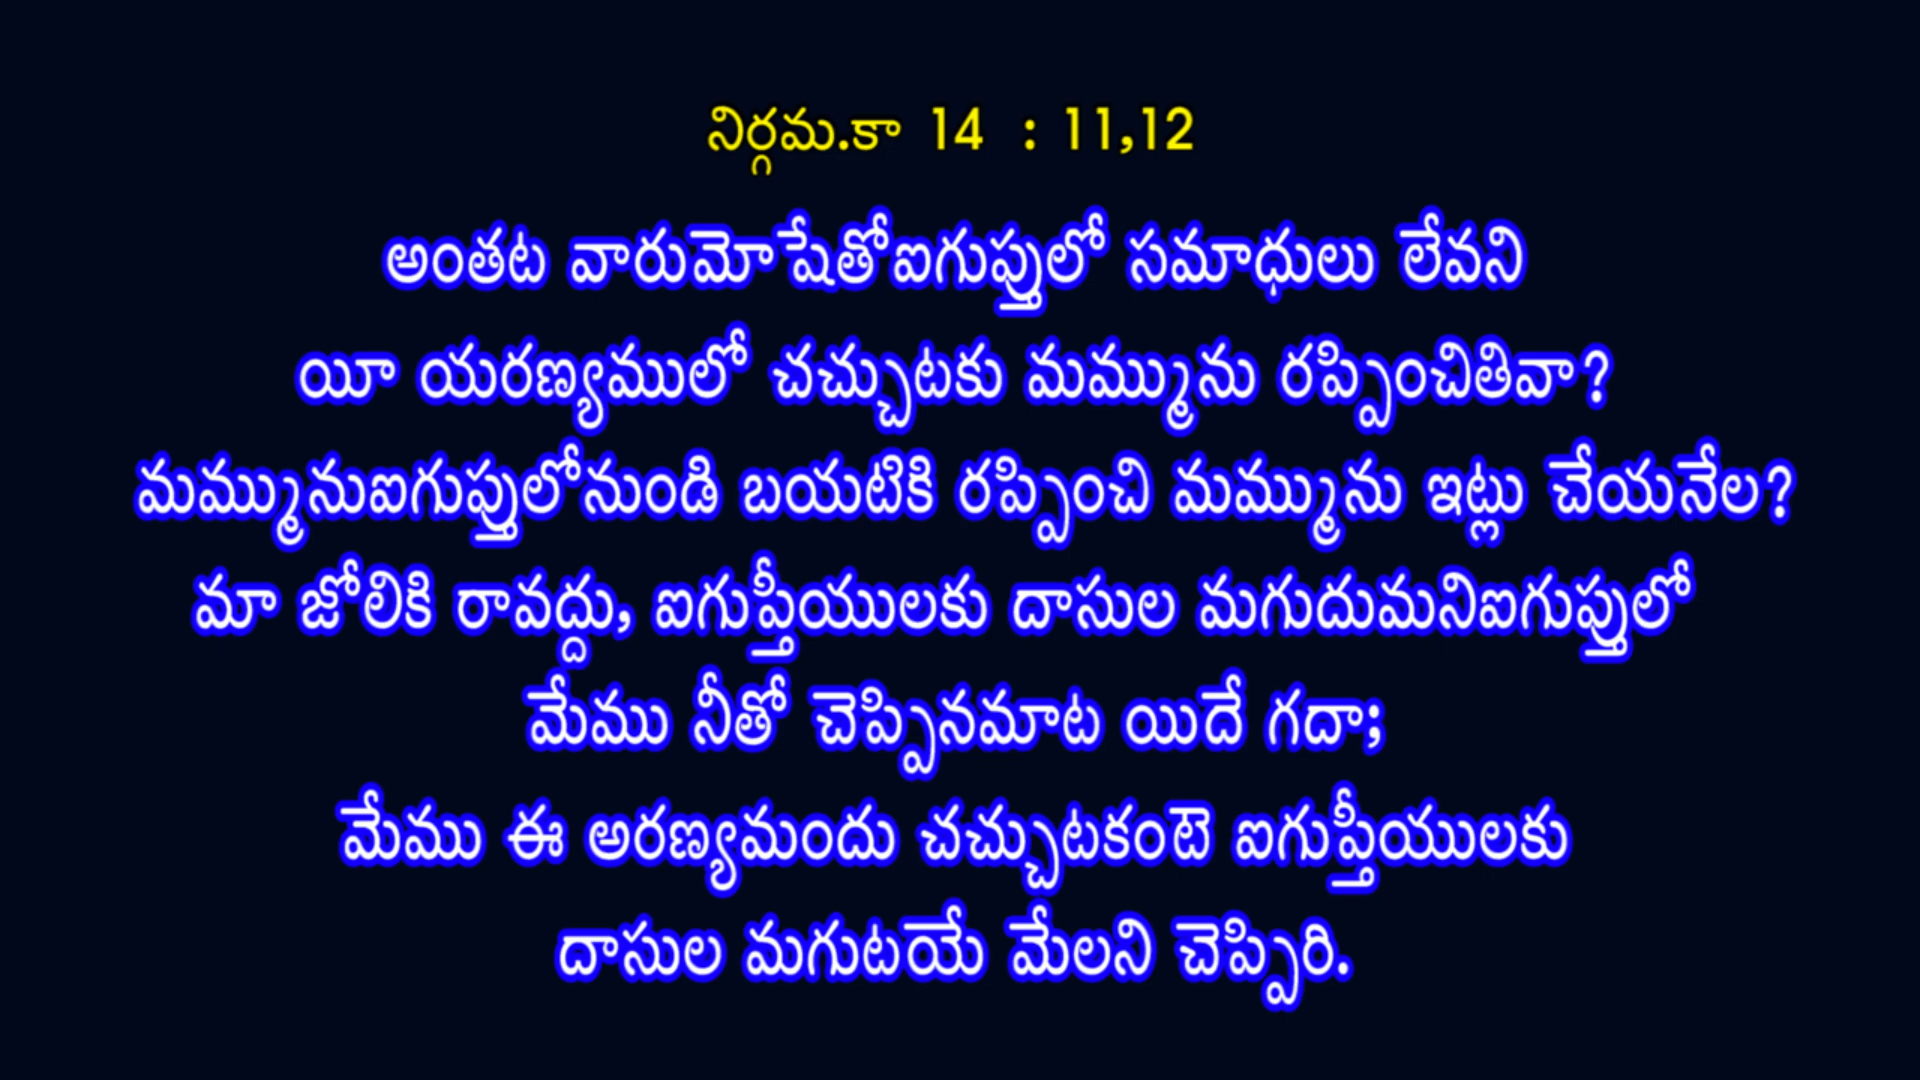 నిర్గమ.కా 14 : 11,12
అంతట వారుమోషేతోఐగుప్తులో సమాధులు లేవని
యీ యరణ్యములో చచ్చుటకు మమ్మును రప్పించితివా?
మమ్మునుఐగుప్తులోనుండి బయటికి రప్పించి మమ్మును ఇట్లు చేయనేల?
మా జోలికి రావద్దు, ఐగుప్తీయులకు దాసుల మగుదుమనిఐగుప్తులో
మేము నీతో చెప్పినమాట యిదే గదా;
మేము ఈ అరణ్యమందు చచ్చుటకంటె ఐగుప్తీయులకు
దాసుల మగుటయే మేలని చెప్పిరి.